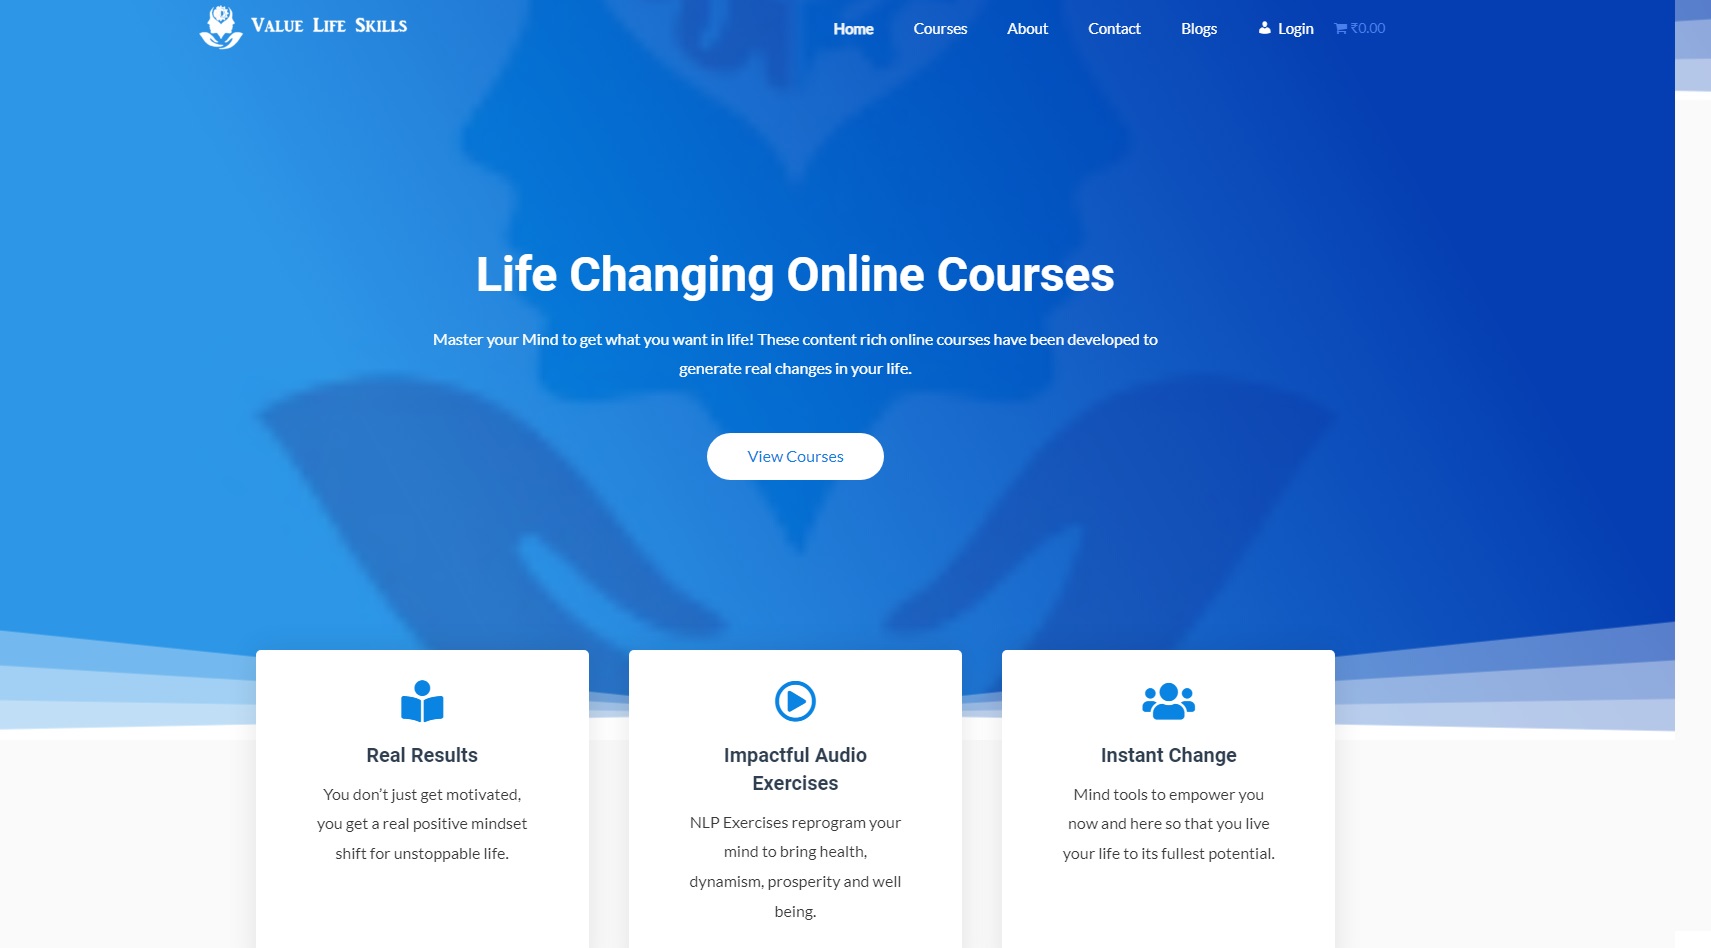 Value Life Skills
Home Courses About Contact Blogs Login ₹0.00
Life Changing Online Courses
Master your Mind to get what you want in life! These content rich online courses have been developed to
generate real changes in your life.
View Courses
Real Results
You don’t just get motivated,
you get a real positive mindset
shift for unstoppable life.
Impactful Audio
Exercises
NLP Exercises reprogram your
mind to bring health,
dynamism, prosperity and well
being.
Instant Change
Mind tools to empower you
now and here so that you live
your life to its fullest potential.